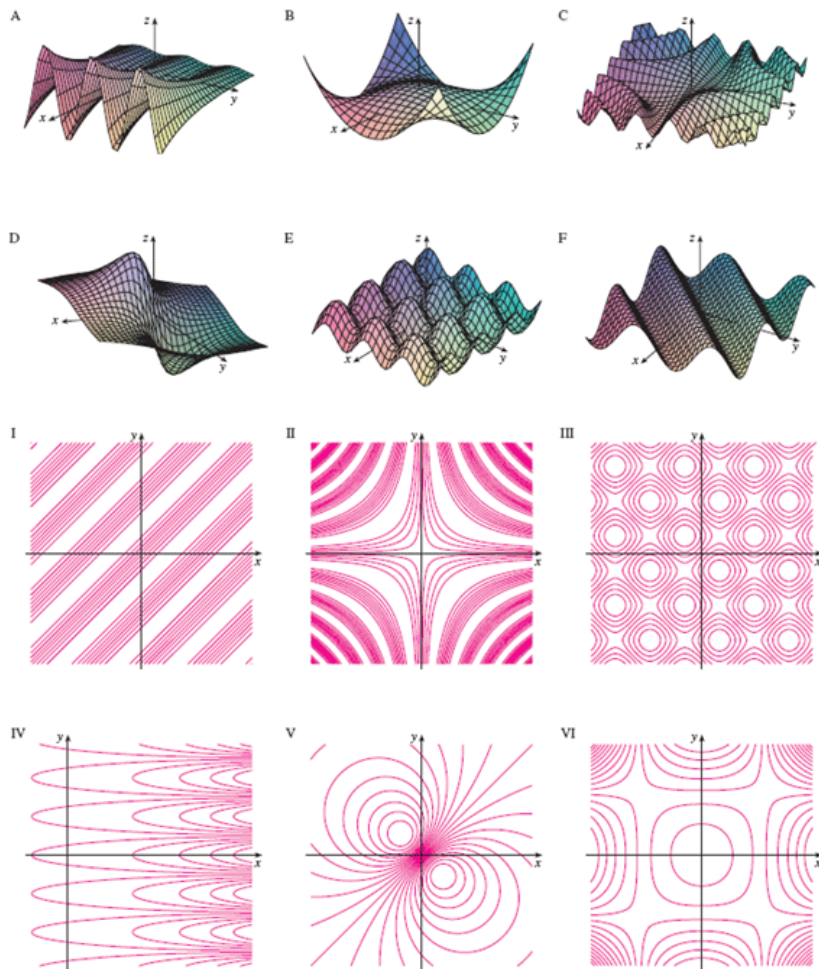 A z B z C z
x y x y x y
D z E z F z
x y x y x y
I y II y III y
x x x
IV y V y VI y
x x x